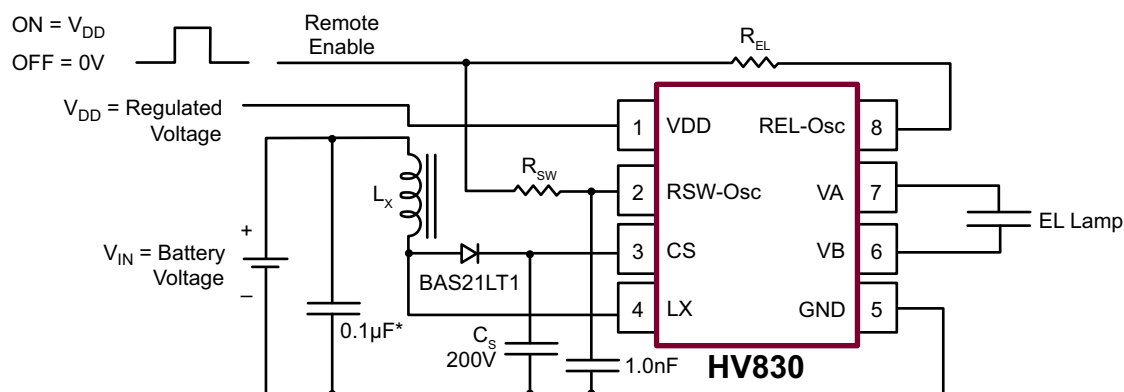 ON = VDD
OFF = 0V
Remote
Enable
REL
VDD = Regulated
Voltage
1
VDD
REL-Osc
8
RSW
2
RSW-Osc
VA
7
LX
EL Lamp
+
VIN = Battery
Voltage
–
3
CS
VB
6
BAS21LT1
4
LX
GND
5
0.1µF*
CS
200V
1.0nF
HV830